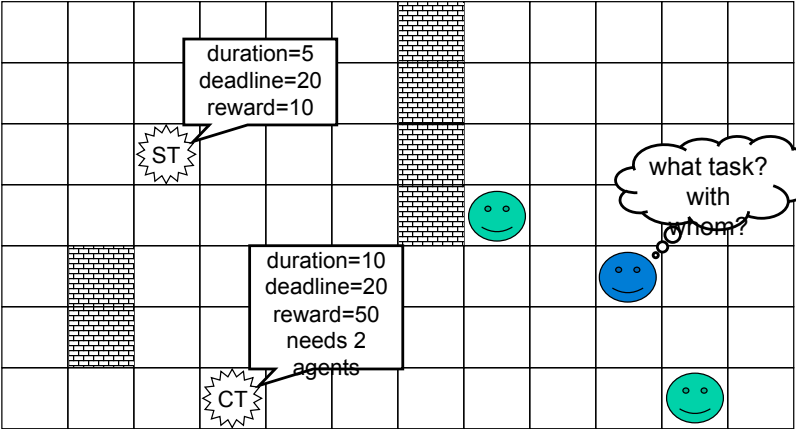 duration=5
deadline=20
reward=10
ST
what task?
with
whom?
duration=10
deadline=20
reward=50
needs 2
agents
CT